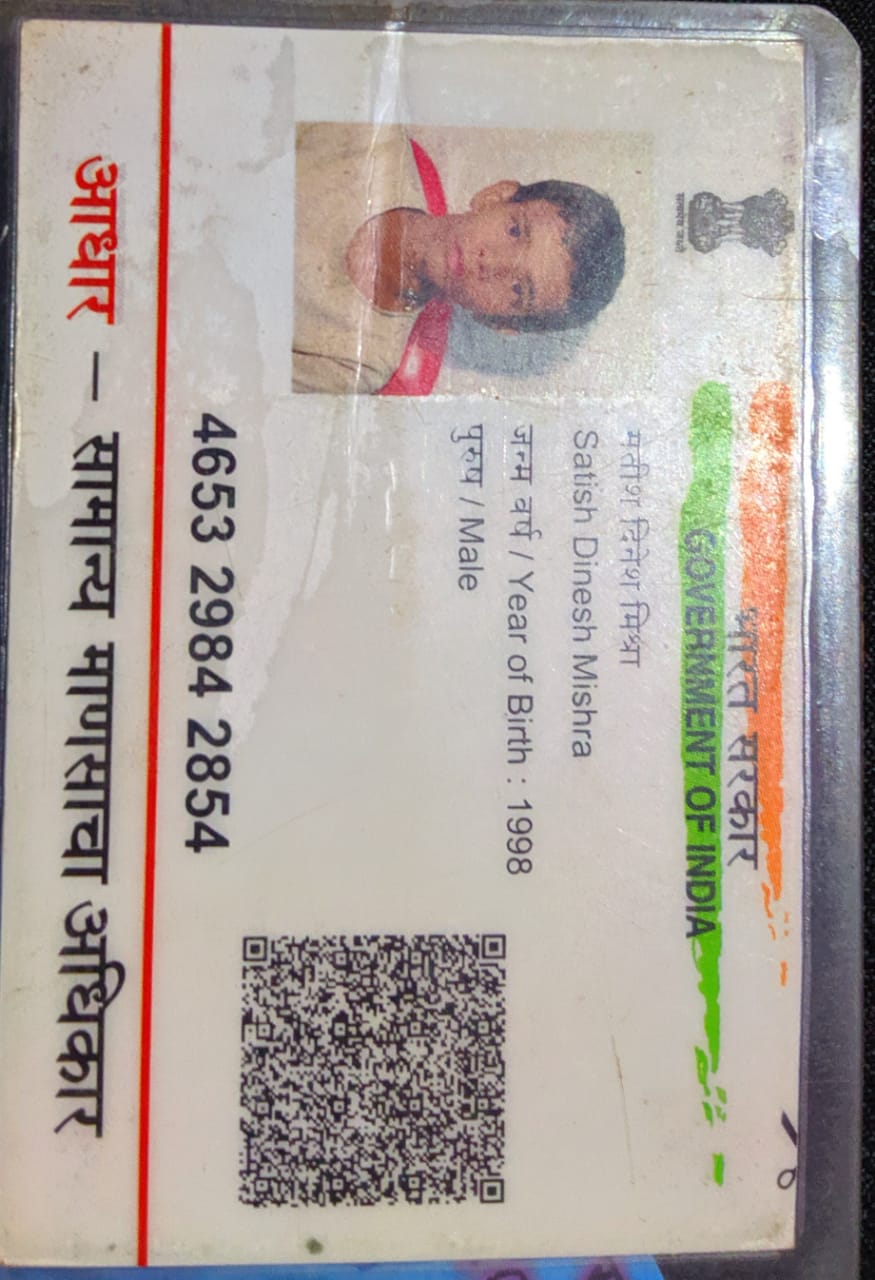 भारत सरकार
GOVERNMENT OF INDIA
सतीश दिनेश मिश्रा
Satish Dinesh Mishra
जन्म वर्ष / Year of Birth : 1998
पुरुष / Male
4653 2984 2854
आधार – सामान्य माणसाचा अधिकार